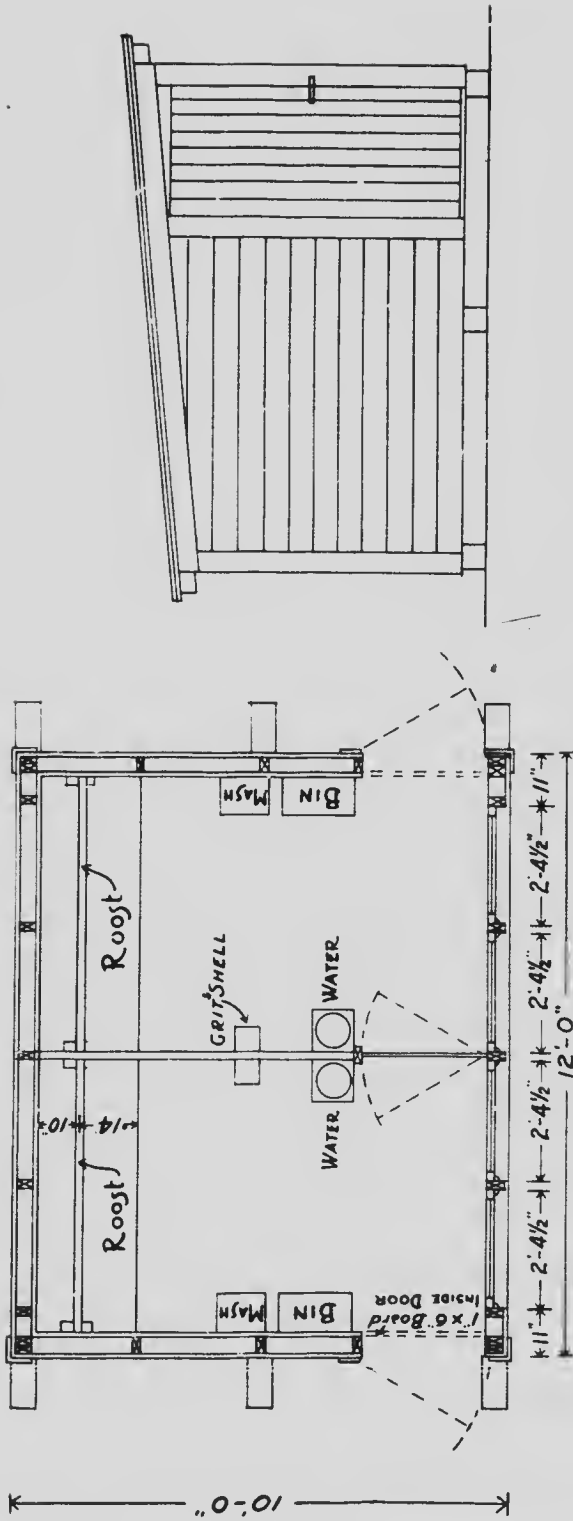 10'-0"
Roost
Roost
10"
14
GRIT & SHELL
MASH
BIN
MASH
BIN
WATER
WATER
1" x 6" Board
INSIDE DOOR
11"
2'-4½"
2'-4½"
2'-4½"
2'-4½"
11"
12'-0"